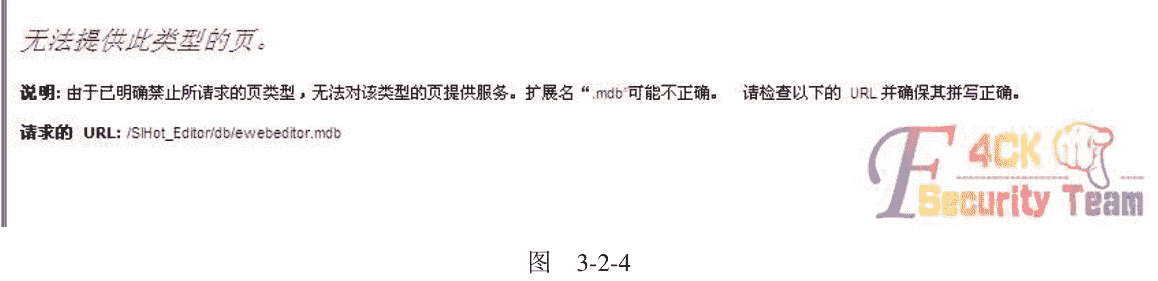 无法提供此类型的页。
说明: 由于已明确禁止所请求的页类型，无法对该类型的页提供服务。扩展名“.mdb”可能不正确。 请检查以下的 URL 并确保其拼写正确。
请求的 URL: /SlHot_Editor/db/ewebeditor.mdb
F4CK
Security Team
图 3-2-4